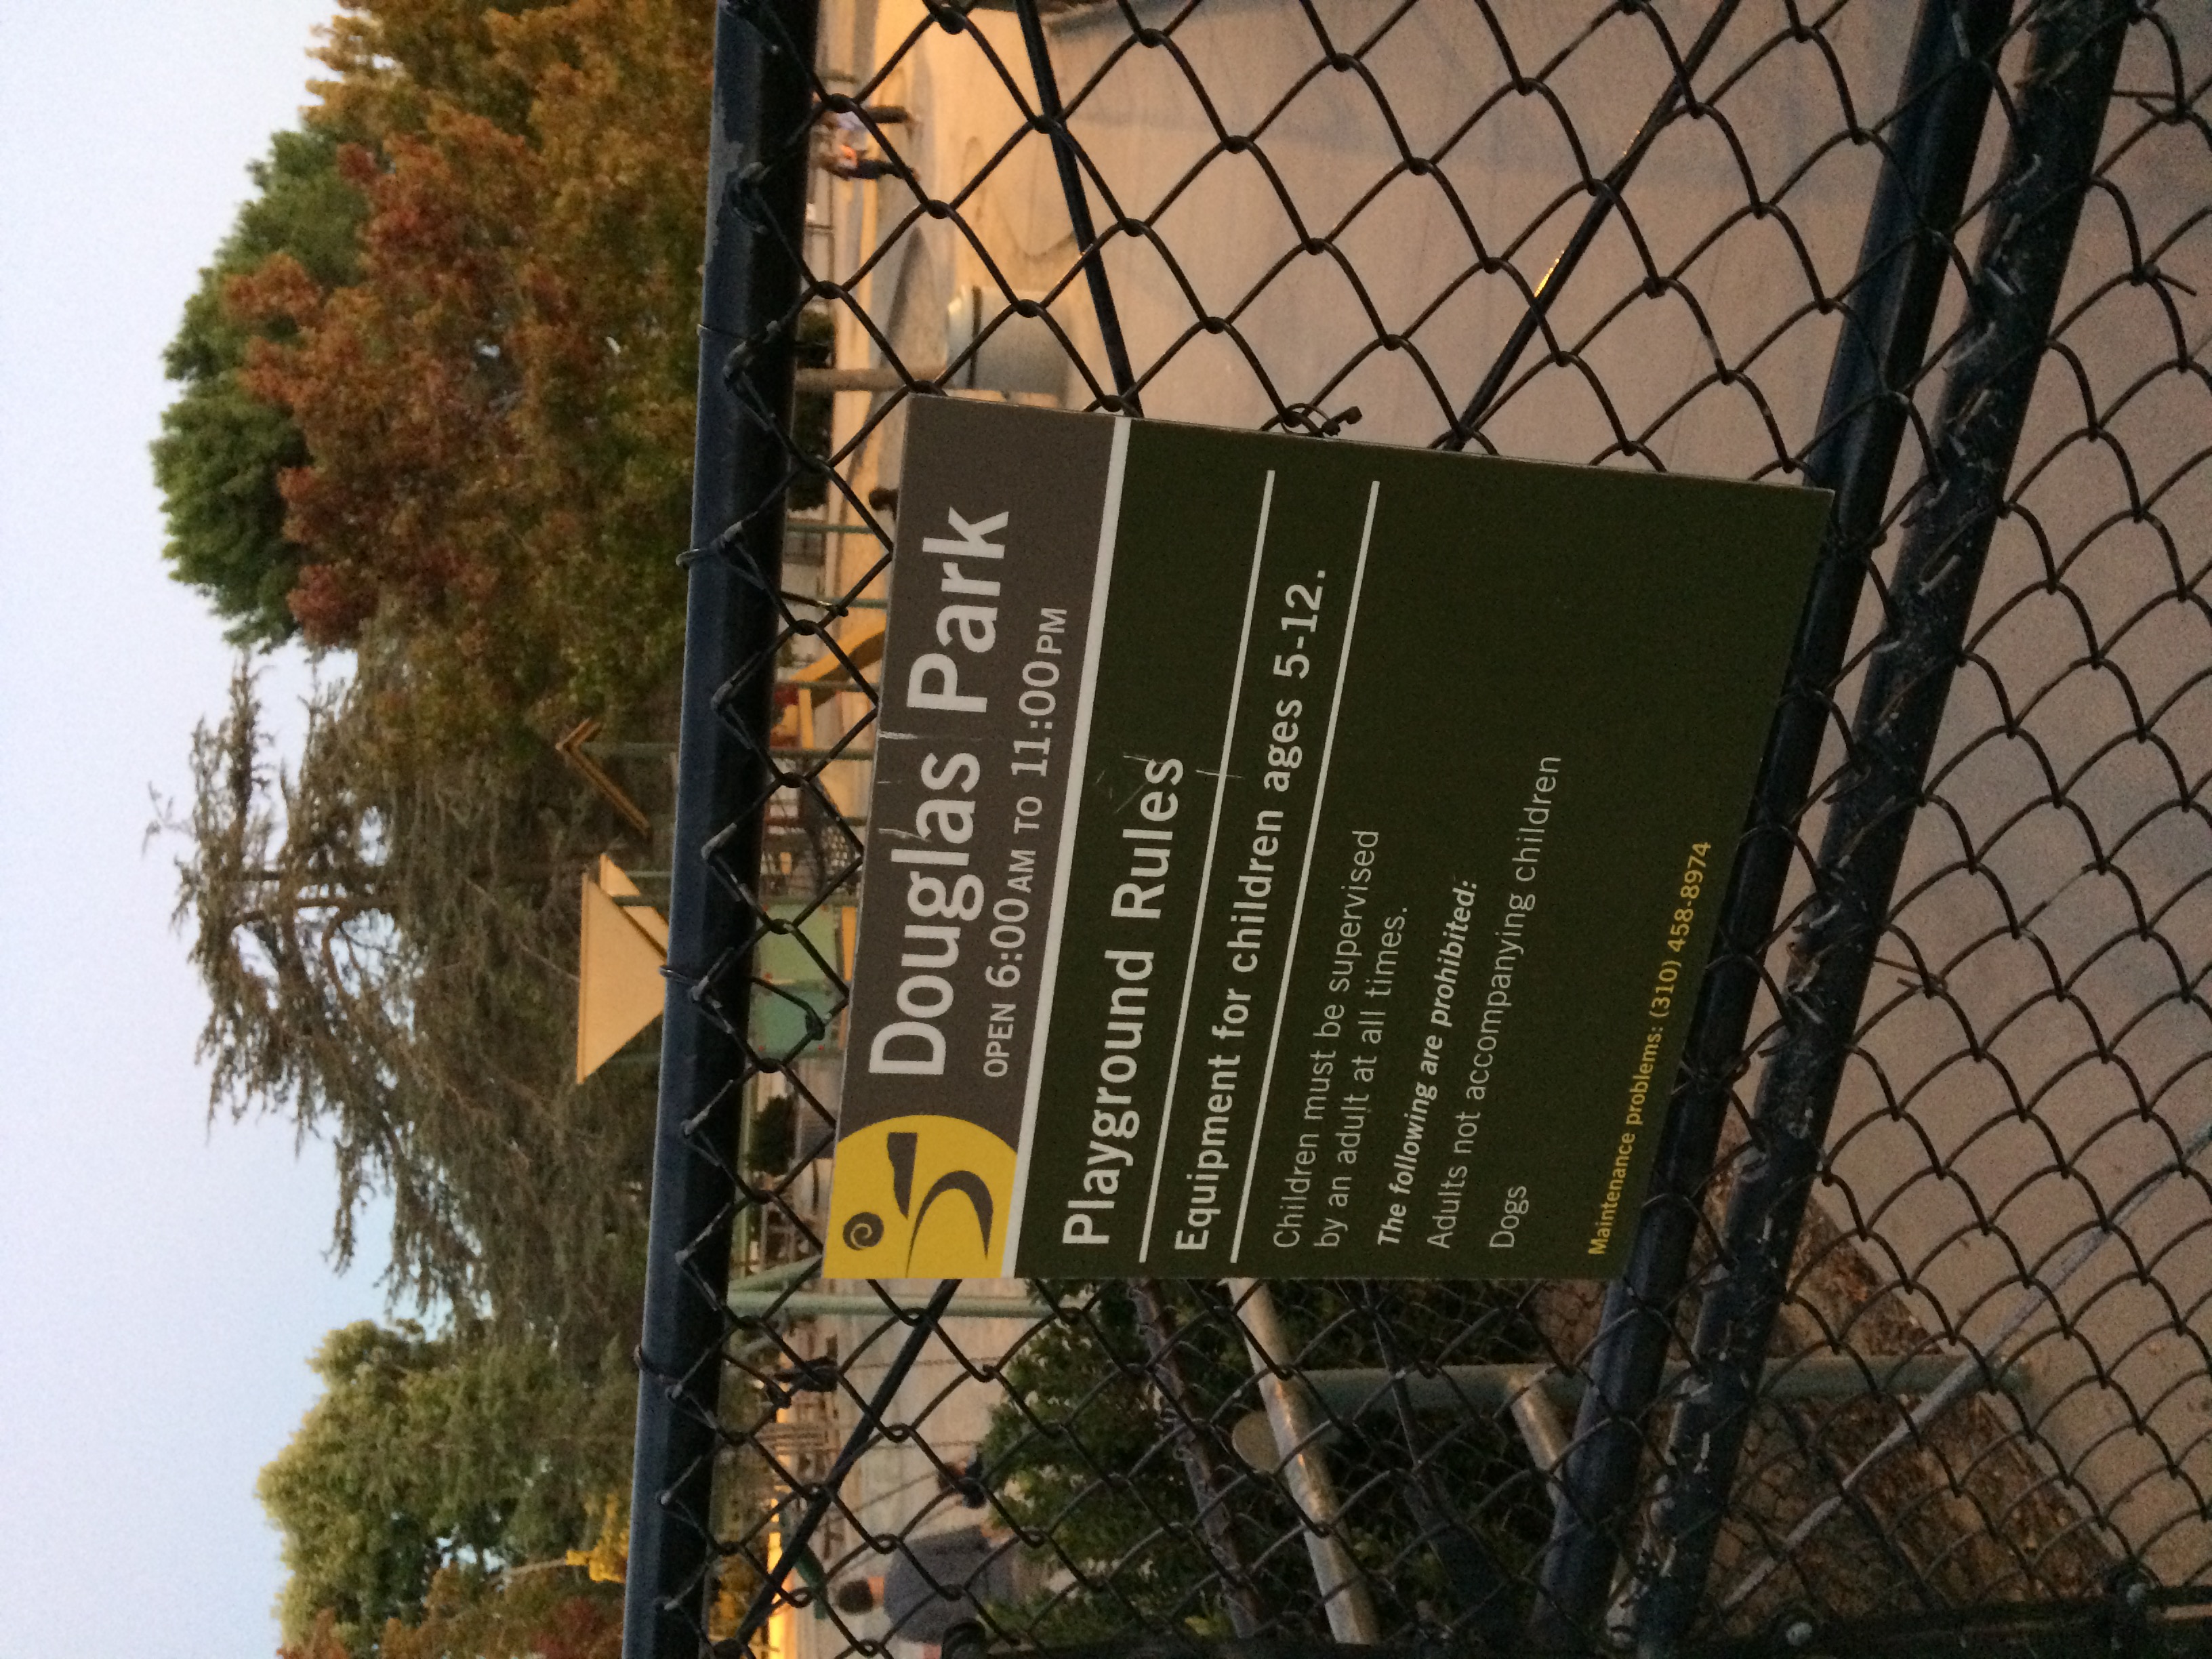 Douglas Park
OPEN 6:00AM TO 11:00PM
Playground Rules
Equipment for children ages 5-12.
Children must be supervised
by an adult at all times.
The following are prohibited:
Adults not accompanying children
Dogs
Maintenance problems: (310) 458-8974